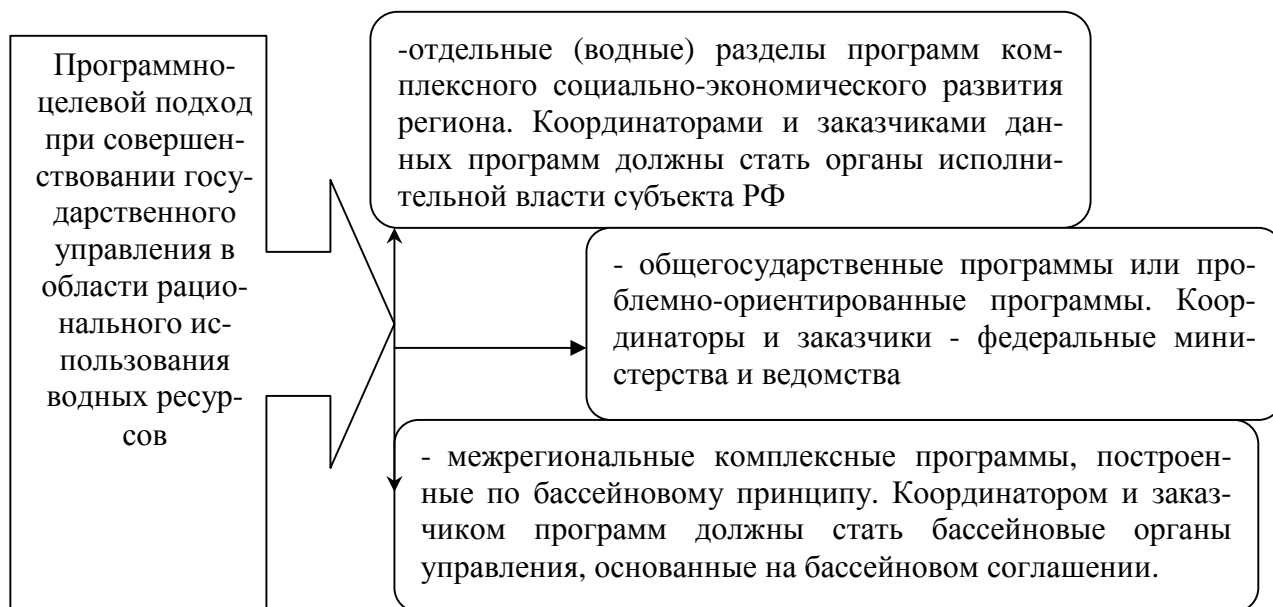 Программно-
целевой подход
при совершен-
ствовании госу-
дарственного
управления в
области рацио-
нального ис-
пользования
водных ресур-
сов
-отдельные (водные) разделы программ ком-
плексного социально-экономического развития
региона. Координаторами и заказчиками дан-
ных программ должны стать органы исполни-
тельной власти субъекта РФ
- общегосударственные программы или про-
блемно-ориентированные программы. Коор-
динаторы и заказчики - федеральные мини-
стерства и ведомства
- межрегиональные комплексные программы, построен-
ные по бассейновому принципу. Координатором и заказ-
чиком программ должны стать бассейновые органы
управления, основанные на бассейновом соглашении.